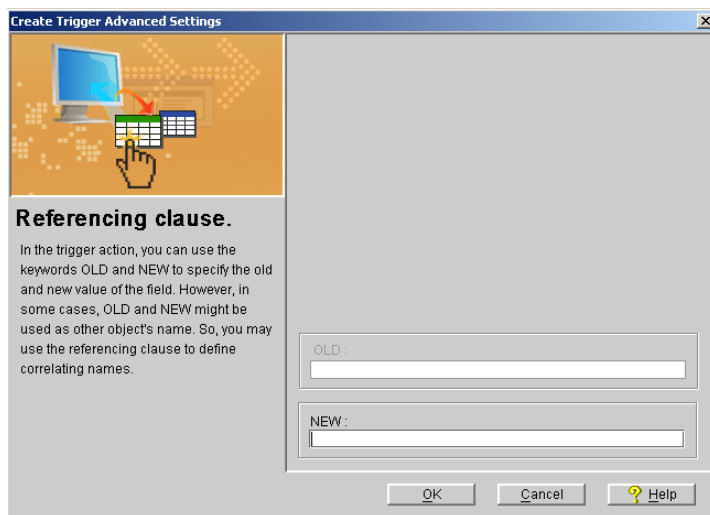 Create Trigger Advanced Settings
Referencing clause.
In the trigger action, you can use the
keywords OLD and NEW to specify the old
and new value of the field. However, in
some cases, OLD and NEW might be
used as other object's name. So, you may
use the referencing clause to define
correlating names.
OLD :
NEW :
OK
Cancel
Help